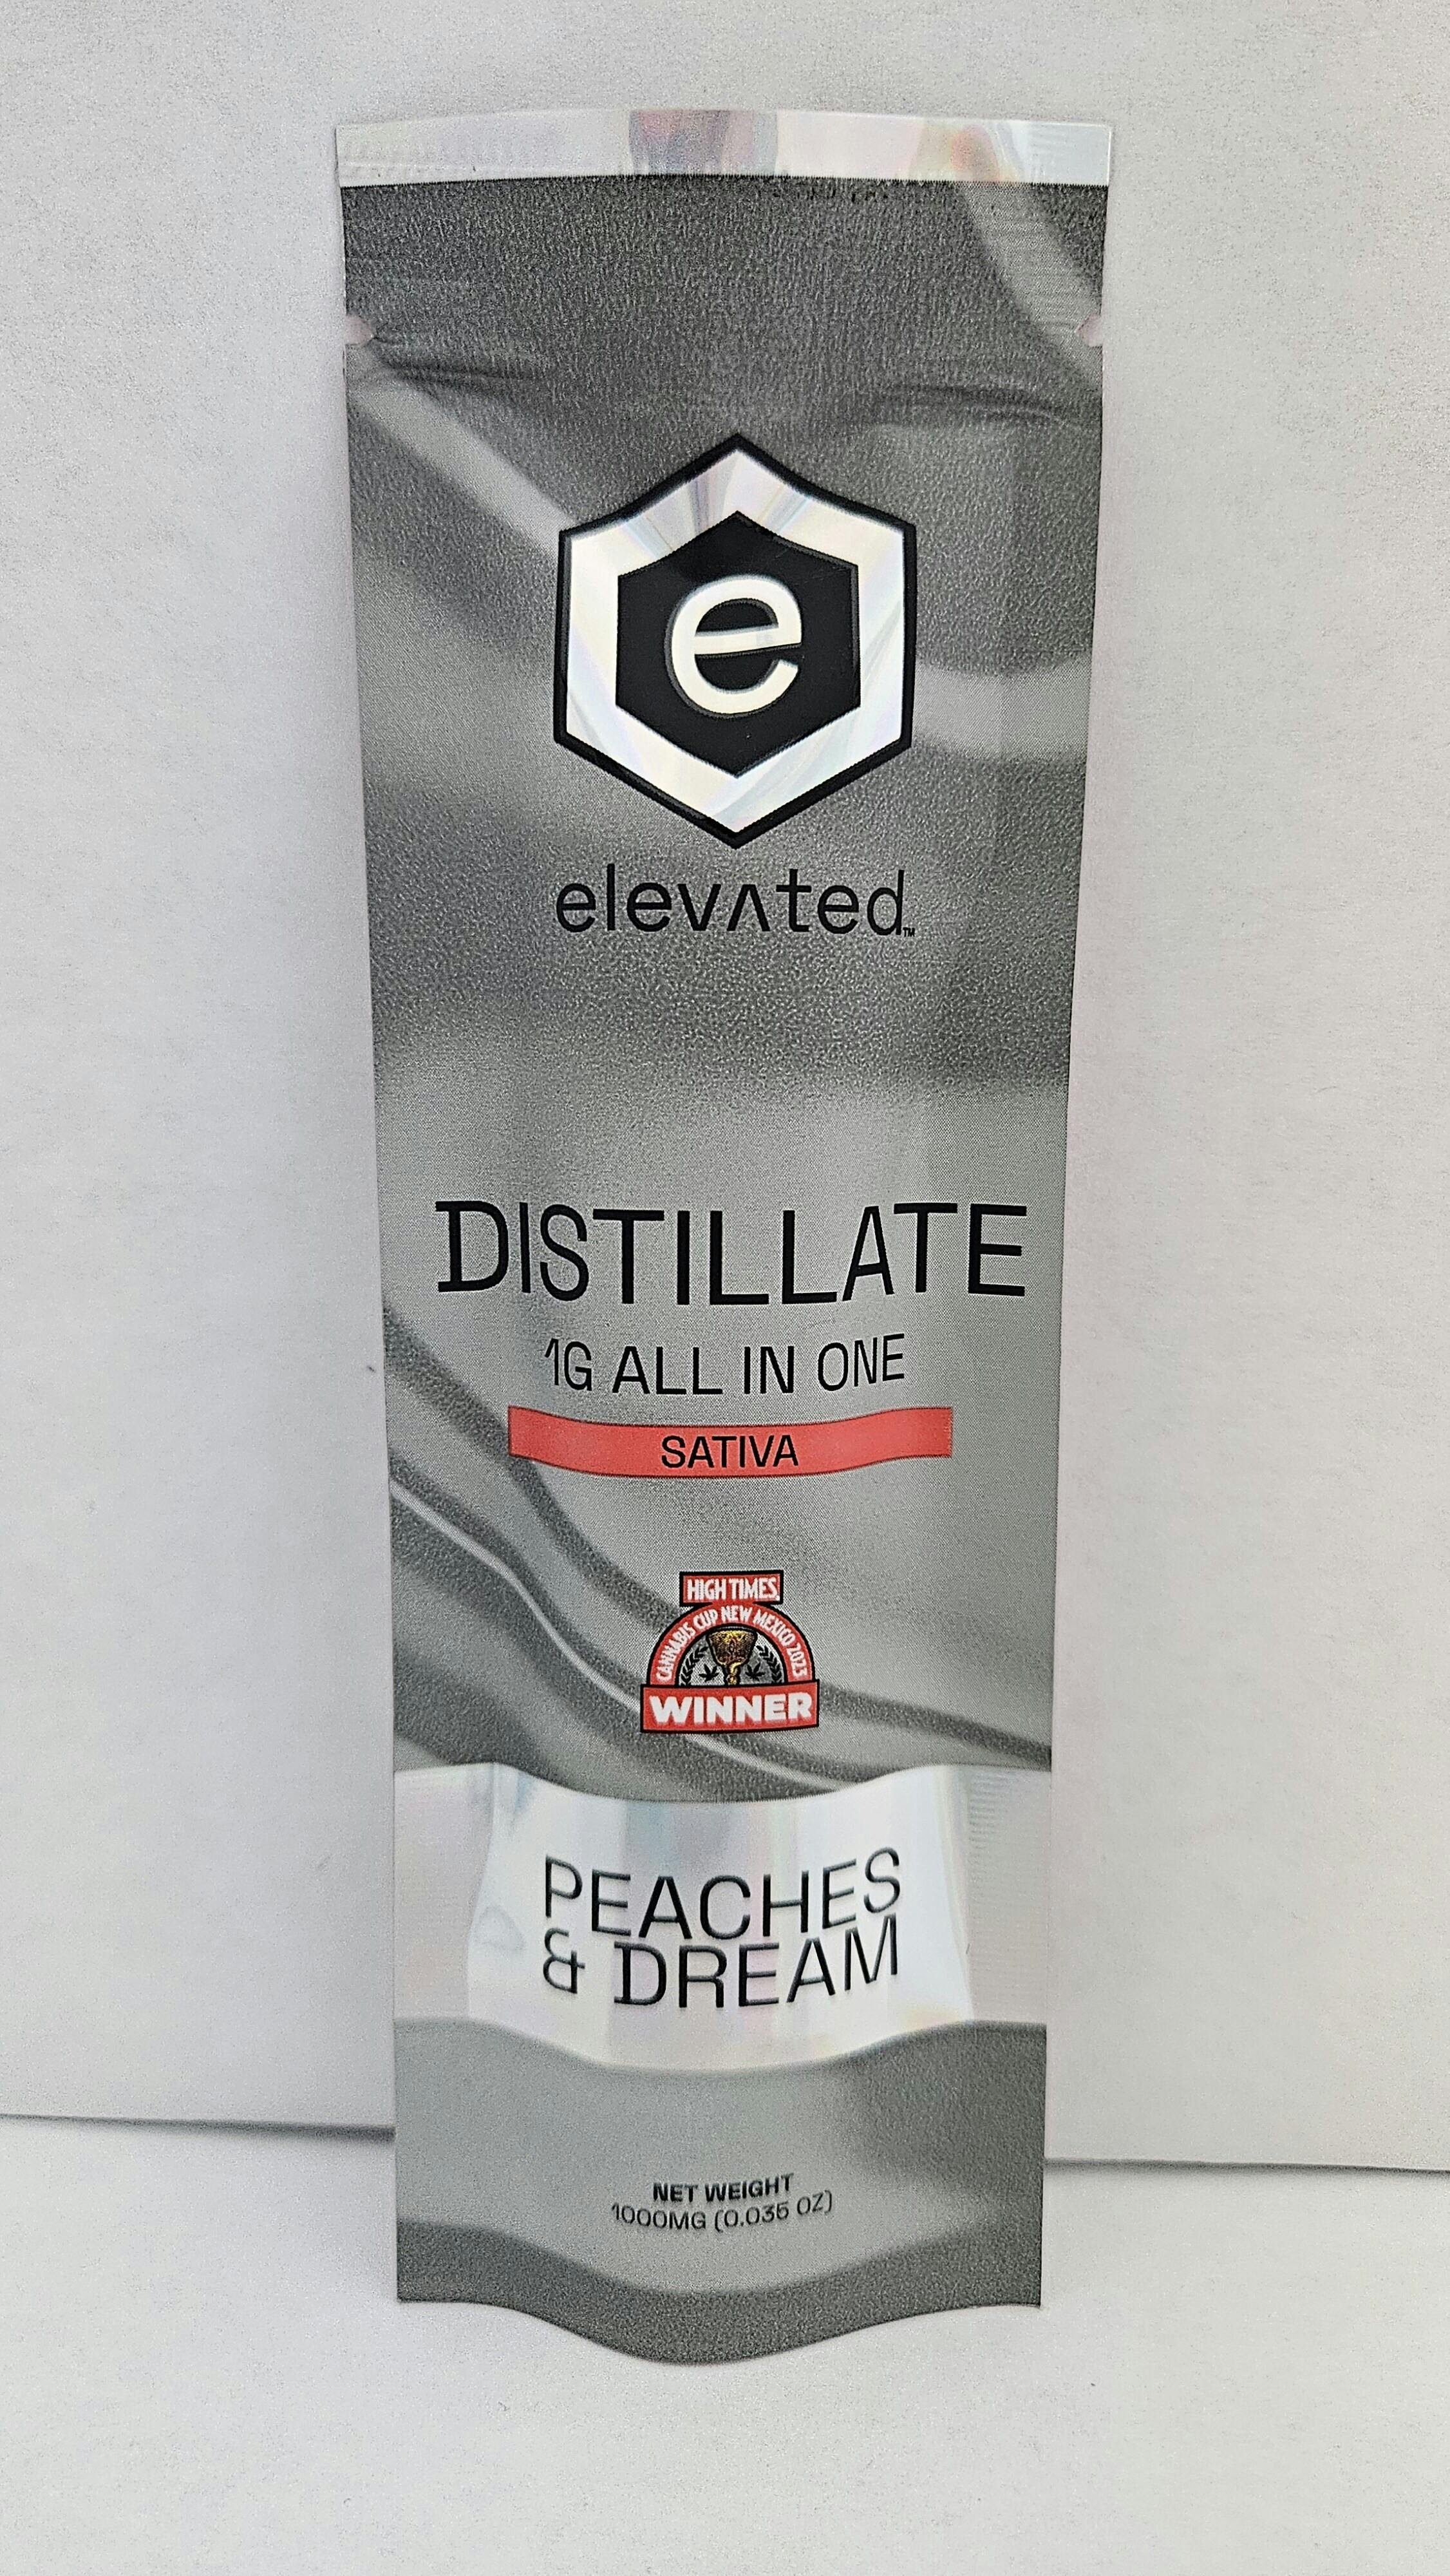 e
elevʌted™
DISTILLATE
1G ALL IN ONE
SATIVA
HIGH TIMES
CANNABIS CUP NEW MEXICO 2023
WINNER
PEACHES
& DREAM
NET WEIGHT
1000MG (0.035 OZ)